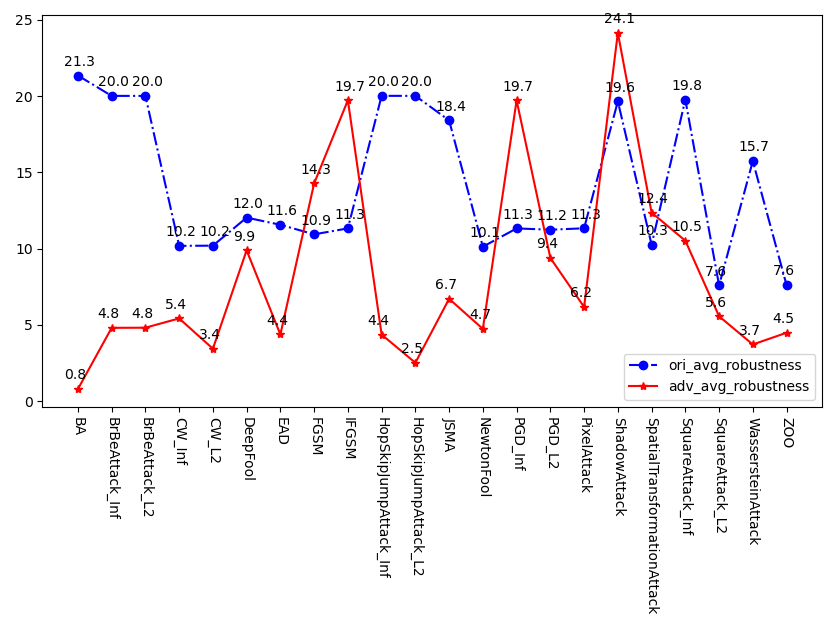 25
20
15
10
5
0
21.3
20.0
20.0
10.2
10.2
12.0
11.6
10.9
11.3
20.0
20.0
18.4
10.1
11.3
11.2
11.3
19.6
10.3
19.8
7.6
15.7
7.6
0.8
4.8
4.8
5.4
3.4
9.9
4.4
14.3
19.7
4.4
2.5
6.7
4.7
19.7
9.4
6.2
24.1
12.4
10.5
5.6
3.7
4.5
ori_avg_robustness
adv_avg_robustness
BA
BrBeAttack_Inf
BrBeAttack_L2
CW_Inf
CW_L2
DeepFool
EAD
FGSM
IFGSM
HopSkipJumpAttack_Inf
HopSkipJumpAttack_L2
JSMA
NewtonFool
PGD_Inf
PGD_L2
PixelAttack
ShadowAttack
SpatialTransformationAttack
SquareAttack_Inf
SquareAttack_L2
WassersteinAttack
ZOO